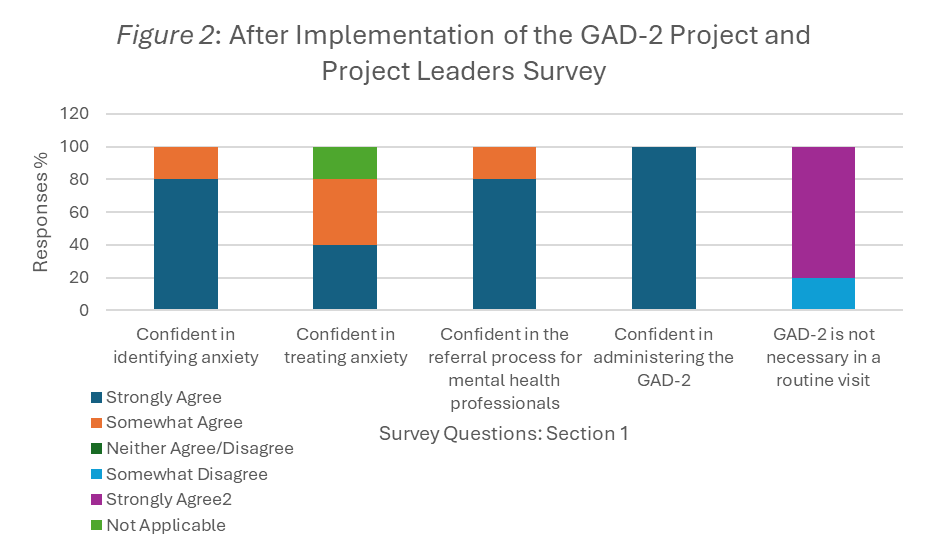 Figure 2: After Implementation of the GAD-2 Project and
Project Leaders Survey
Responses %
120
100
80
60
40
20
0
Confident in
identifying anxiety
Confident in
treating anxiety
Confident in the
referral process for
mental health
professionals
Confident in
administering the
GAD-2
GAD-2 is not
necessary in a
routine visit
Survey Questions: Section 1
Strongly Agree
Somewhat Agree
Neither Agree/Disagree
Somewhat Disagree
Strongly Agree2
Not Applicable